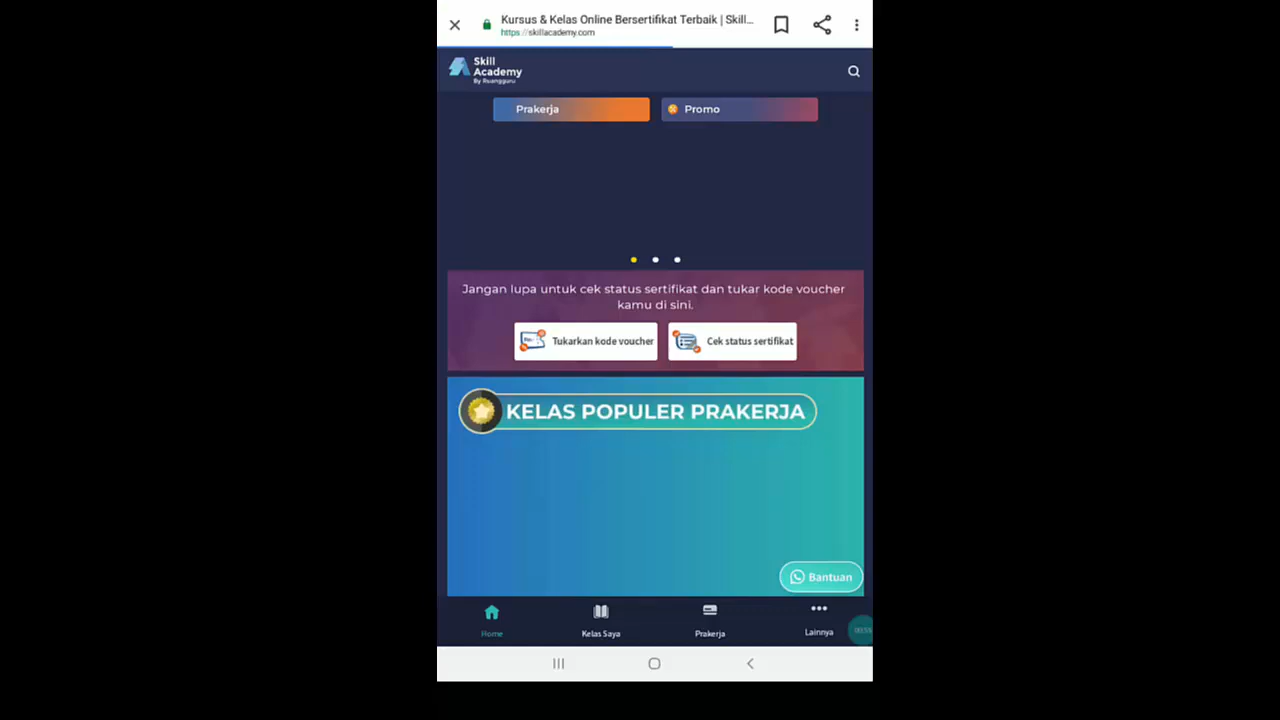 Kursus & Kelas Online Bersertifikat Terbaik | Skill...
https://skillacademy.com
Skill
Academy
By Ruangguru
Prakerja
Promo
Jangan lupa untuk cek status sertifikat dan tukar kode voucher
kamu di sini.
Tukarkan kode voucher
Cek status sertifikat
KELAS POPULER PRAKERJA
Bantuan
Home
Kelas Saya
Prakerja
Lainnya